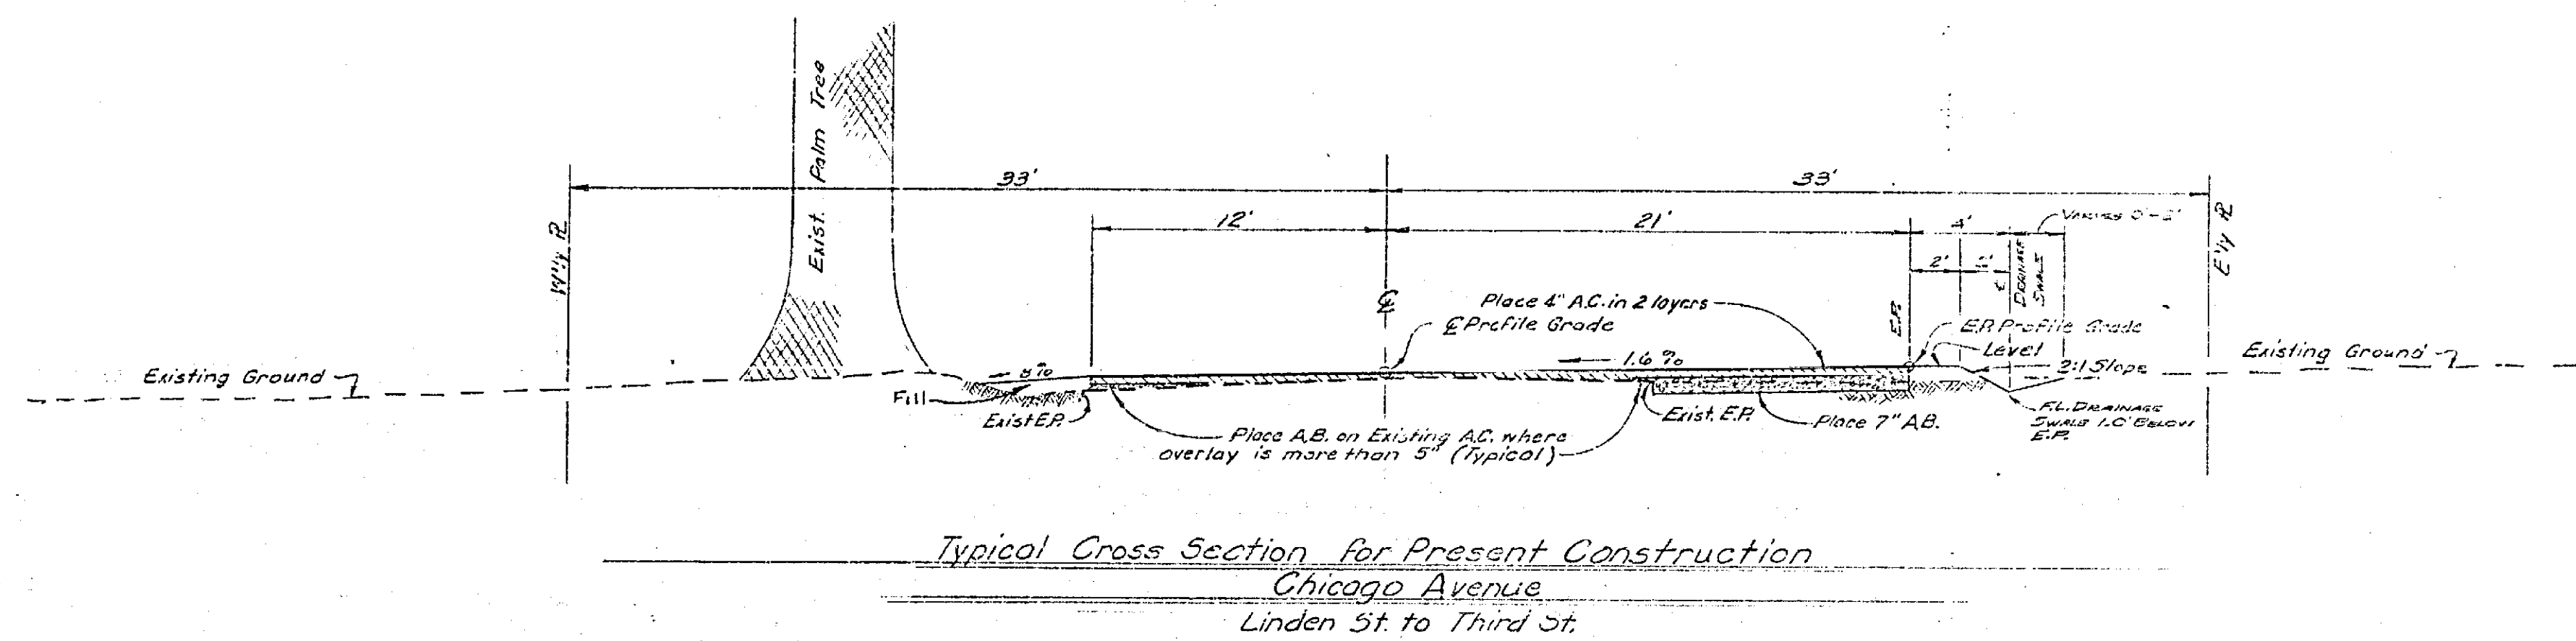 Exist. Palm Tree
33'
33'
12'
21'
4'
VARIES 0'-2'
W'ly PL
E'ly PL
2'
2'
DRAINAGE
SWALE
℄
Place 4" A.C. in 2 layers
℄ Profile Grade
E.P.
E.P. Profile Grade
Level
1.6%
2:1 Slope
Existing Ground
Existing Ground
8%
Fill
Exist E.P.
Exist. E.P.
Place 7" A.B.
Place A.B. on Existing A.C. where
overlay is more than 5" (Typical)
F.L. DRAINAGE
SWALE 1.0' BELOW
E.P.
Typical Cross Section for Present Construction
Chicago Avenue
Linden St. to Third St.